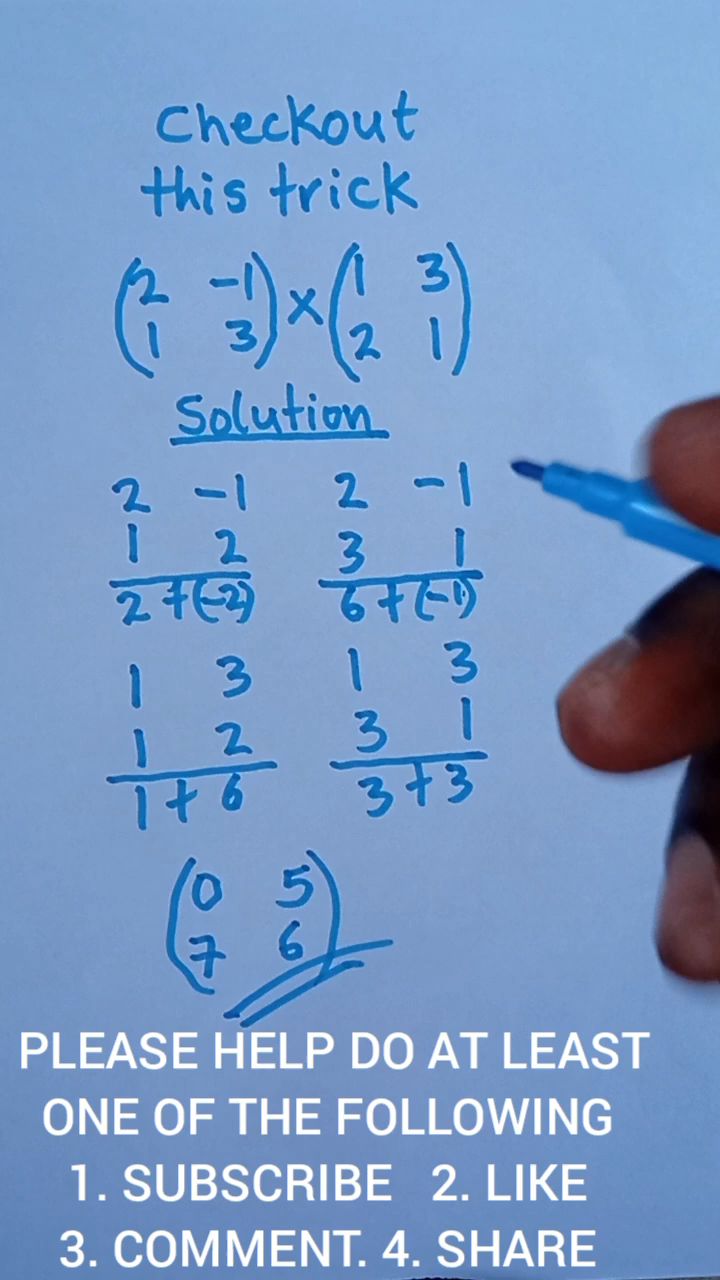 Checkout
this trick
(2 -1) × (1 3)
(1 3) (2 1)
Solution
2 -1 2 -1
1 2 3 1
2 + (-2) 6 + (-1)
1 3 1 3
1 2 3 1
1 + 6 3 + 3
(0 5)
(7 6)
PLEASE HELP DO AT LEAST
ONE OF THE FOLLOWING
1. SUBSCRIBE 2. LIKE
3. COMMENT. 4. SHARE